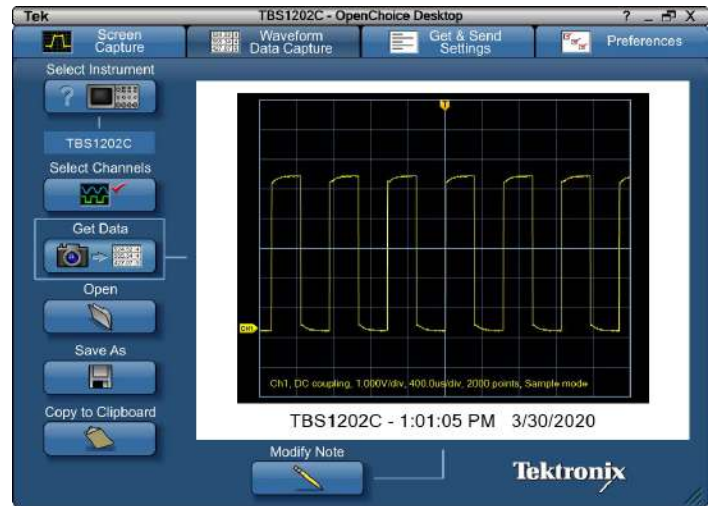 Tek
TBS1202C - OpenChoice Desktop
? _ X
Screen
Capture
Waveform
Data Capture
Get & Send
Settings
Preferences
Select Instrument
?
TBS1202C
Select Channels
Get Data
Open
Save As
Copy to Clipboard
T
CH1
Ch1, DC coupling, 1.000V/div, 400.0us/div, 2000 points, Sample mode
TBS1202C - 1:01:05 PM 3/30/2020
Modify Note
Tektronix